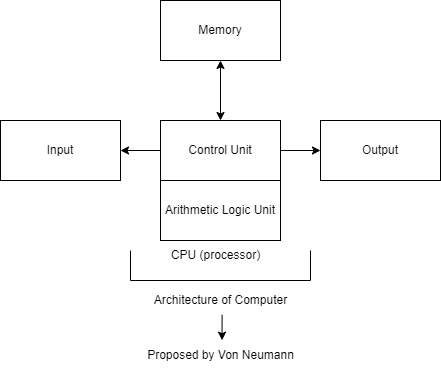 Memory
Input
Control Unit
Output
Arithmetic Logic Unit
CPU (processor)
Architecture of Computer
Proposed by Von Neumann